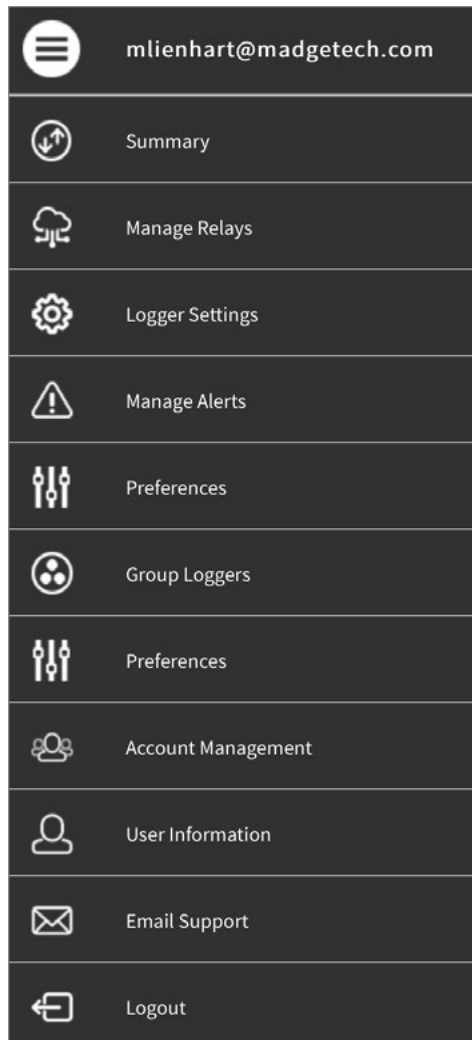 mlienhart@madgetech.com
Summary
Manage Relays
Logger Settings
Manage Alerts
Preferences
Group Loggers
Preferences
Account Management
User Information
Email Support
Logout